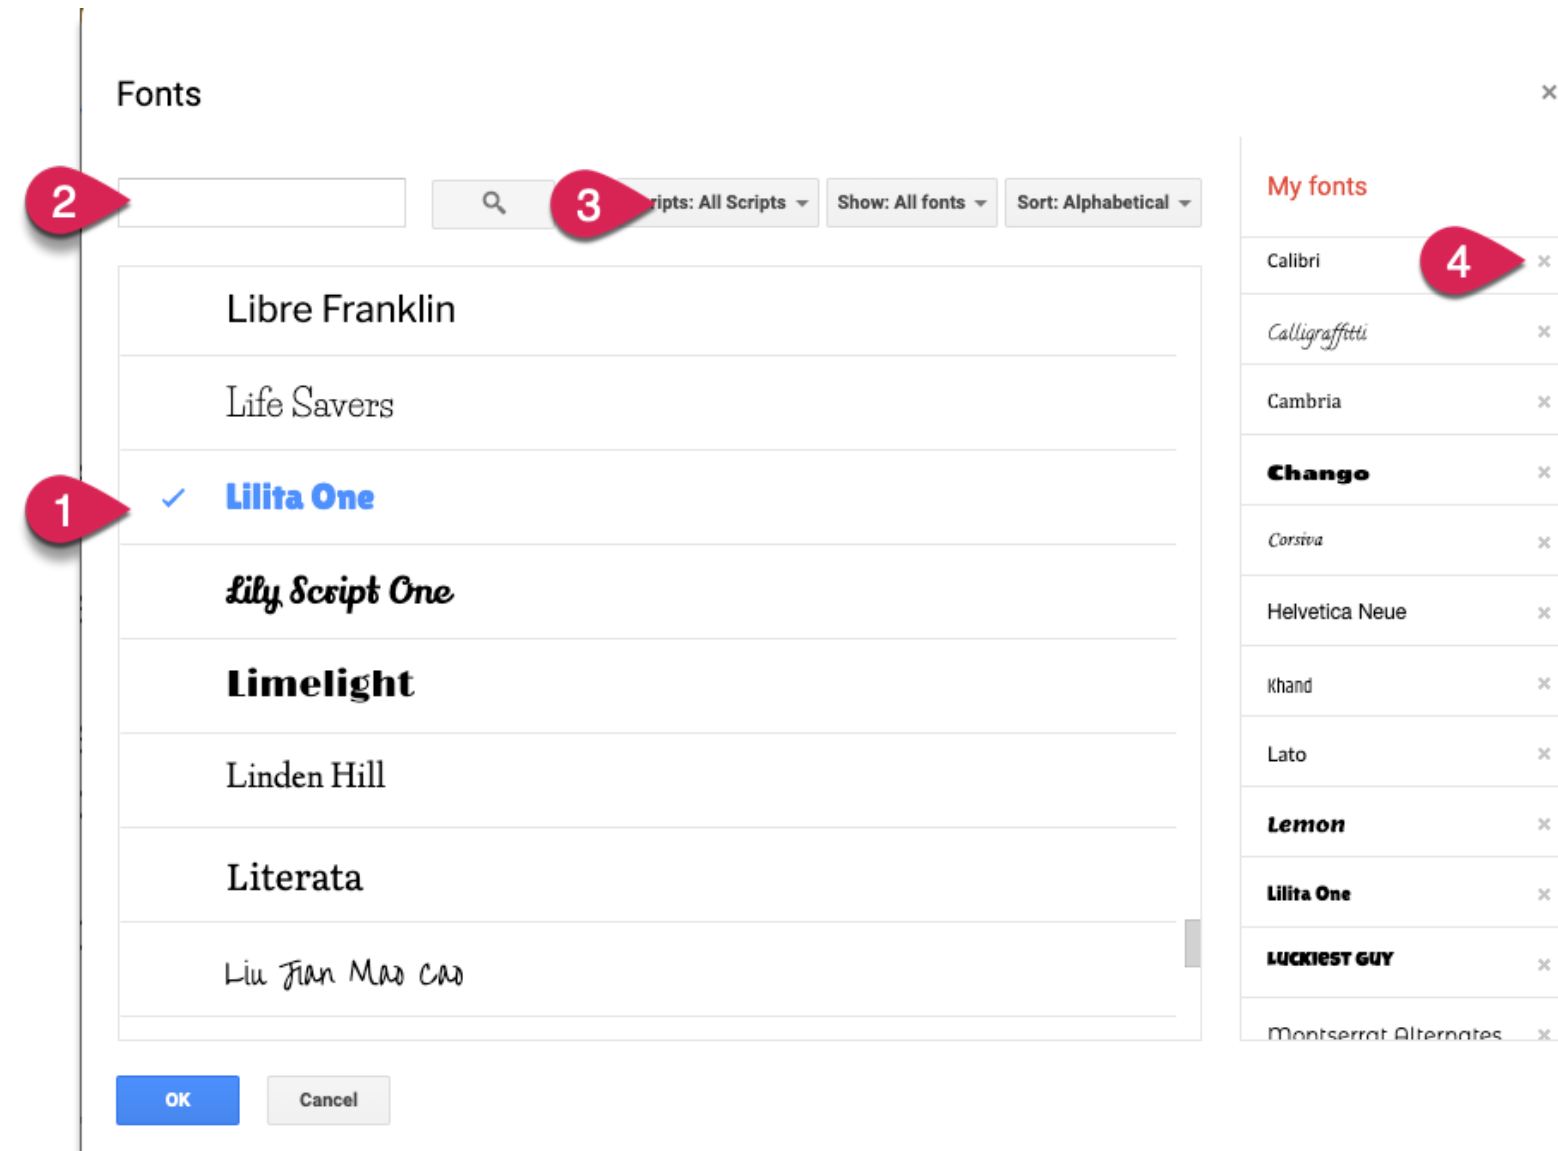 Fonts
2
3
ripts: All Scripts
Show: All fonts
Sort: Alphabetical
Libre Franklin
Life Savers
1
Lilita One
Lily Script One
Limelight
Linden Hill
Literata
Liu Jian Mao Cao
OK
Cancel
My fonts
Calibri
4
Calligraffitti
Cambria
Chango
Corsiva
Helvetica Neue
Khand
Lato
Lemon
Lilita One
Luckiest Guy
Montserrat Alternates